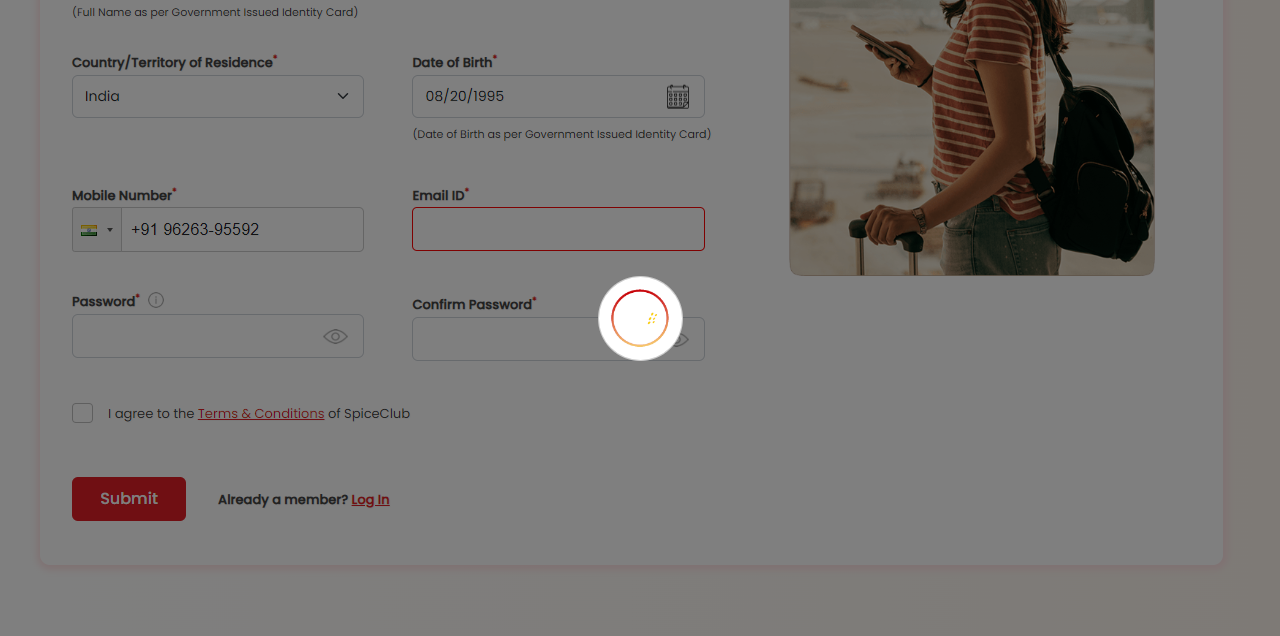 (Full Name as per Government Issued Identity Card)
Country/Territory of Residence*
Date of Birth*
India
08/20/1995
(Date of Birth as per Government Issued Identity Card)
Mobile Number*
Email ID*
+91 96263-95592
Password*
Confirm Password*
I agree to the Terms & Conditions of SpiceClub
Submit
Already a member? Log In